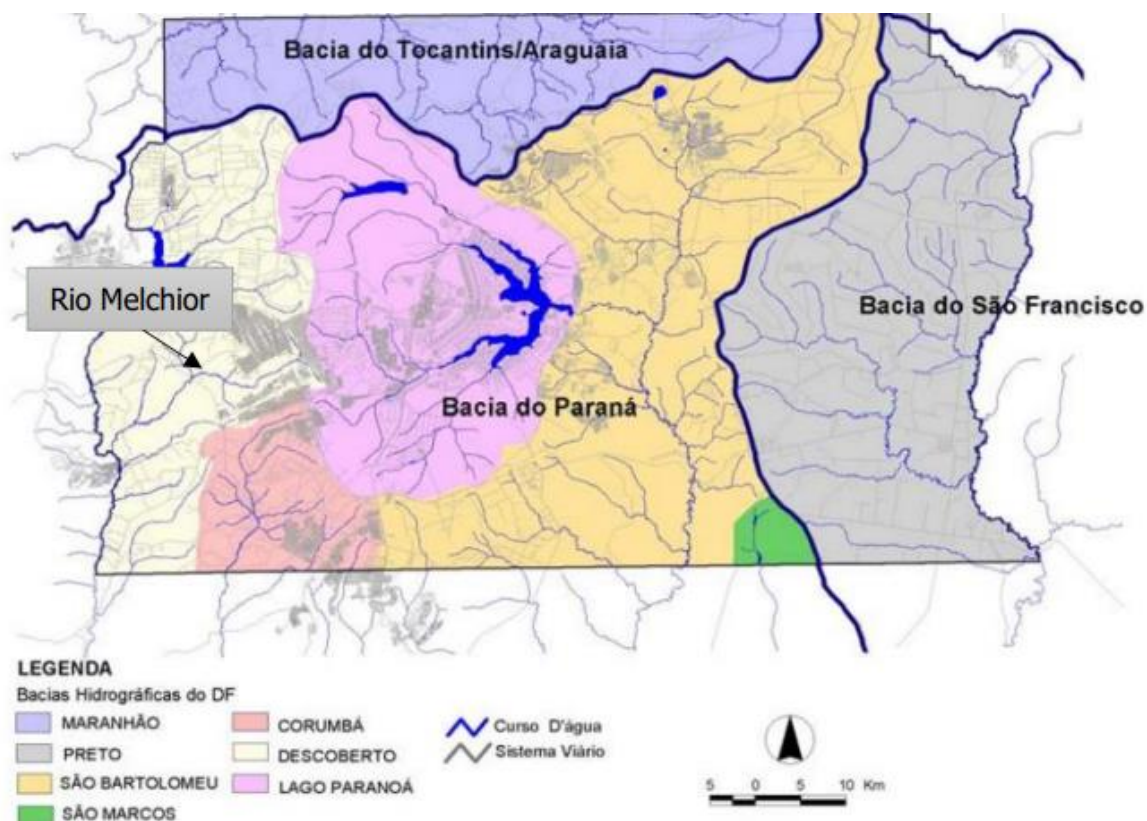 Bacia do Tocantins/Araguaia
Rio Melchior
Bacia do São Francisco
Bacia do Paraná
LEGENDA
Bacias Hidrográficas do DF
MARANHÃO
PRETO
SÃO BARTOLOMEU
SÃO MARCOS
CORUMBÁ
DESCOBERTO
LAGO PARANOÁ
Curso D'água
Sistema Viário
5 0 5 10 Km